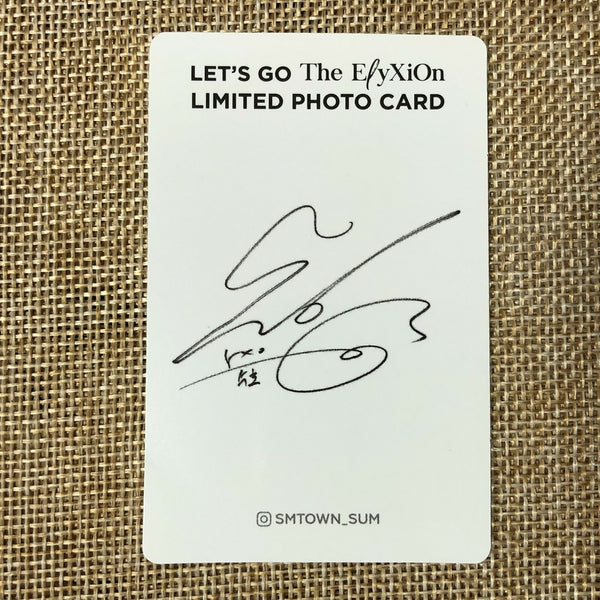 LET'S GO The ElyXiOn
LIMITED PHOTO CARD
SMTOWN_SUM